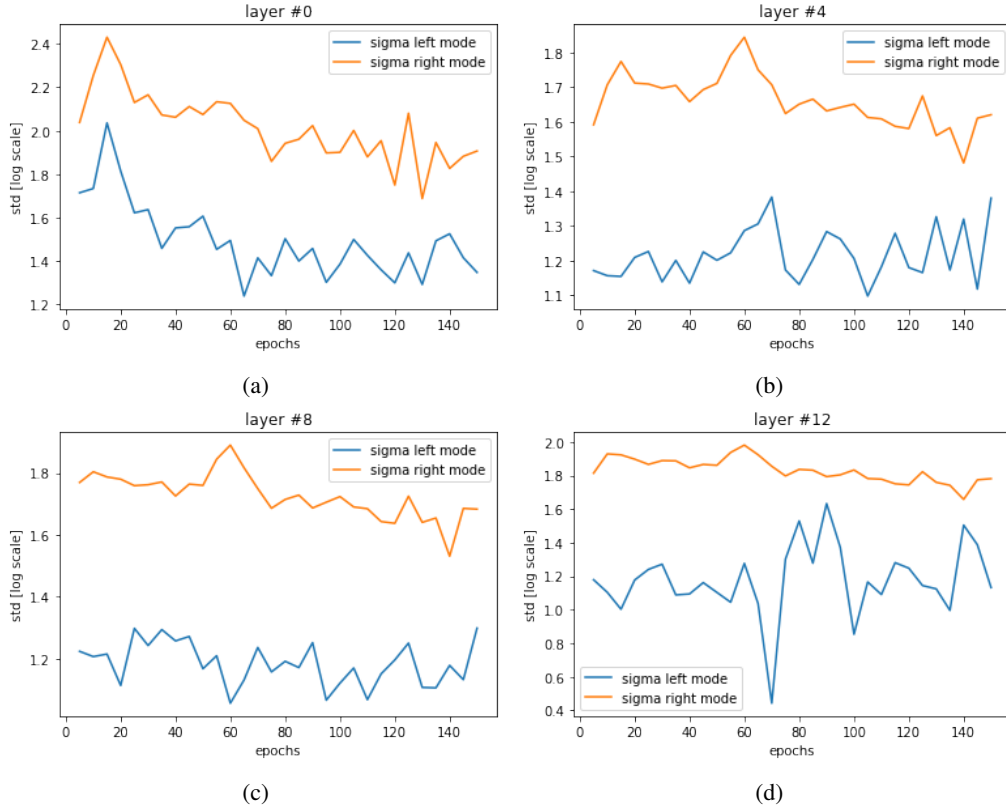 layer #0
layer #4
sigma left mode
sigma right mode
sigma left mode
sigma right mode
std [log scale]
2.4
2.2
2.0
1.8
1.6
1.4
1.2
std [log scale]
1.8
1.7
1.6
1.5
1.4
1.3
1.2
1.1
0 20 40 60 80 100 120 140
0 20 40 60 80 100 120 140
epochs
epochs
(a)
(b)
layer #8
layer #12
sigma left mode
sigma right mode
std [log scale]
1.8
1.6
1.4
1.2
std [log scale]
2.0
1.8
1.6
1.4
1.2
1.0
0.8
0.6
0.4
sigma left mode
sigma right mode
0 20 40 60 80 100 120 140
0 20 40 60 80 100 120 140
epochs
epochs
(c)
(d)